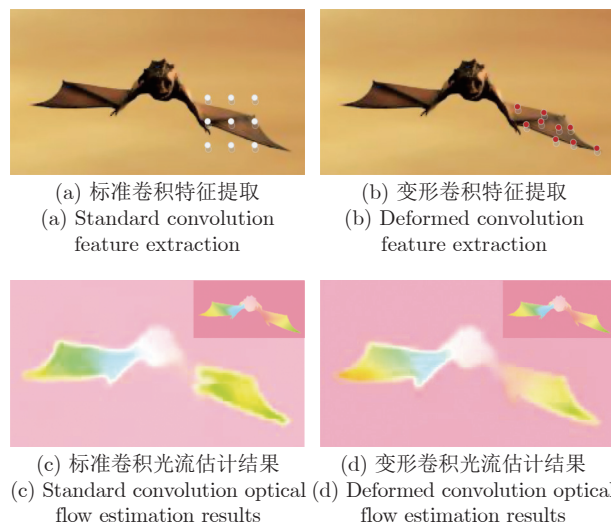 (a) 标准卷积特征提取
(a) Standard convolution
feature extraction
(b) 变形卷积特征提取
(b) Deformed convolution
feature extraction
(c) 标准卷积光流估计结果
(c) Standard convolution optical
flow estimation results
(d) 变形卷积光流估计结果
(d) Deformed convolution optical
flow estimation results